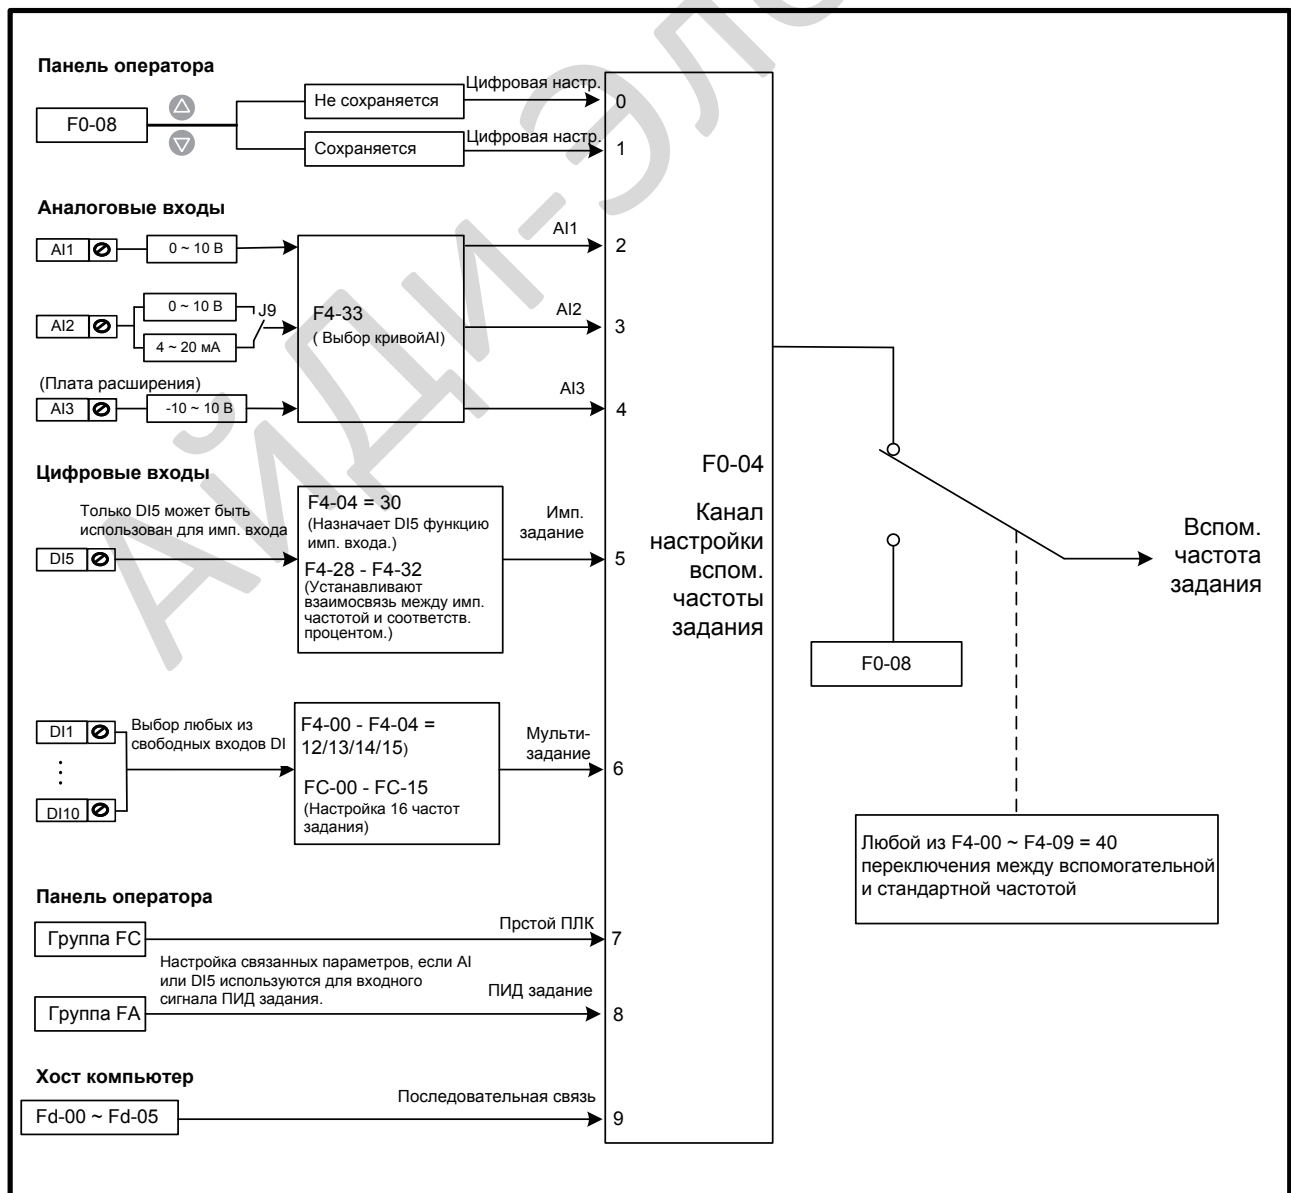 Панель оператора
F0-08
Не сохраняется
Сохраняется
Цифровая настр.
Цифровая настр.
0
1
Аналоговые входы
AI1
0 ~ 10 В
AI2
0 ~ 10 В
4 ~ 20 мА
J9
(Плата расширения)
AI3
-10 ~ 10 В
F4-33
( Выбор кривойAI)
AI1
2
AI2
3
AI3
4
Цифровые входы
Только DI5 может быть
использован для имп. входа
DI5
F4-04 = 30
(Назначает DI5 функцию
имп. входа.)
F4-28 - F4-32
(Устанавливают
взаимосвязь между имп.
частотой и соответств.
процентом.)
Имп.
задание
5
DI1
DI10
Выбор любых из
свободных входов DI
F4-00 - F4-04 =
12/13/14/15)
FC-00 - FC-15
(Настройка 16 частот
задания)
Мульти-
задание
6
Панель оператора
Группа FC
Прстой ПЛК
7
Настройка связанных параметров, если AI
или DI5 используются для входного
сигнала ПИД задания.
Группа FA
ПИД задание
8
Хост компьютер
Fd-00 ~ Fd-05
Последовательная связь
9
F0-04
Канал
настройки
вспом.
частоты
задания
F0-08
Вспом.
частота
задания
Любой из F4-00 ~ F4-09 = 40
переключения между вспомогательной
и стандартной частотой
АйДи-Эле